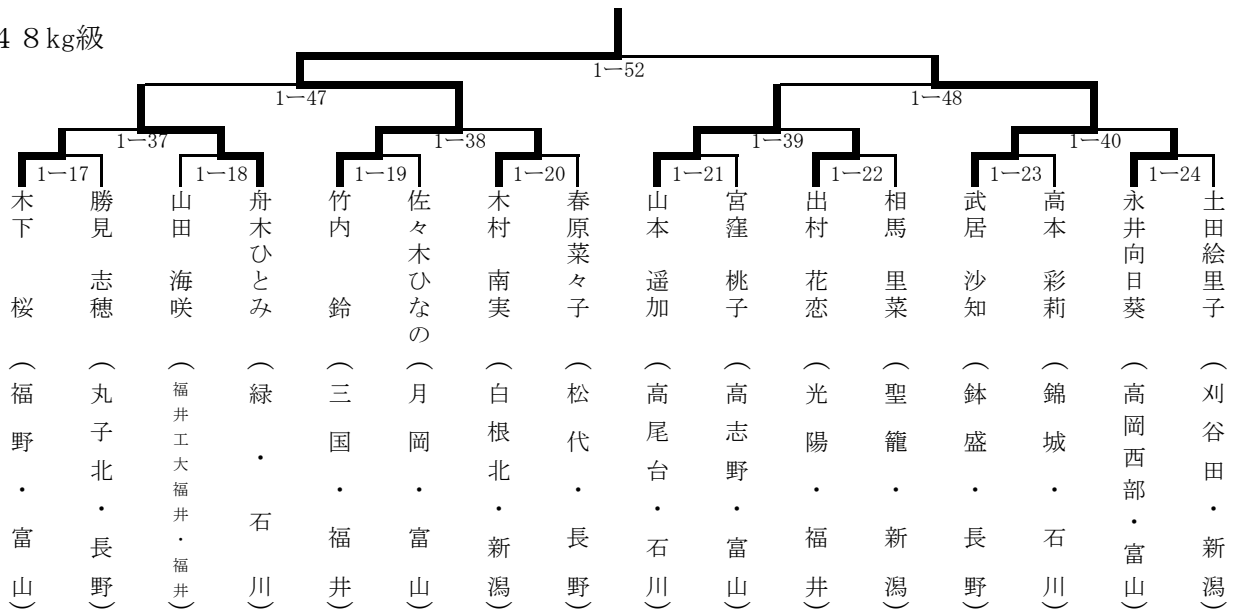 48kg級
1ー52
1ー47
1ー48
1ー37
1ー38
1ー39
1ー40
1ー17
1ー18
1ー19
1ー20
1ー21
1ー22
1ー23
1ー24
木下 桜 (福野・富山)
勝見 志穂 (丸子北・長野)
山田 海咲 (福井工大福井・福井)
舟木ひとみ (緑・石川)
竹内 鈴 (三国・福井)
佐々木ひなの (月岡・富山)
木村 南実 (白根北・新潟)
春原菜々子 (松代・長野)
山本 遥加 (高尾台・石川)
宮窪 桃子 (高志野・富山)
出村 花恋 (光陽・福井)
相馬 里菜 (聖籠・新潟)
武居 沙知 (鉢盛・長野)
高本 彩莉 (錦城・石川)
永井向日葵 (高岡西部・富山)
土田絵里子 (刈谷田・新潟)